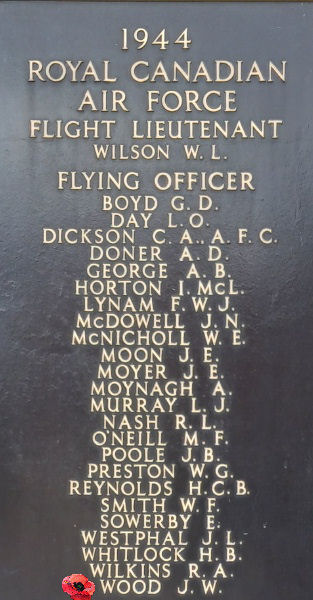 1944
ROYAL CANADIAN
AIR FORCE
FLIGHT LIEUTENANT
WILSON W. L.
FLYING OFFICER
BOYD G. D.
DAY L. O.
DICKSON C. A., A. F. C.
DONER A. D.
GEORGE A. B.
HORTON I. McL.
LYNAM F. W. J.
McDOWELL J. N.
McNICHOLL W. E.
MOON J. E.
MOYER J. E.
MOYNAGH A.
MURRAY L. J.
NASH R. L.
O'NEILL M. F.
POOLE J. B.
PRESTON W. G.
REYNOLDS H. C. B.
SMITH W. F.
SOWERBY E.
WESTPHAL J. L.
WHITLOCK H. B.
WILKINS R. A.
WOOD J. W.